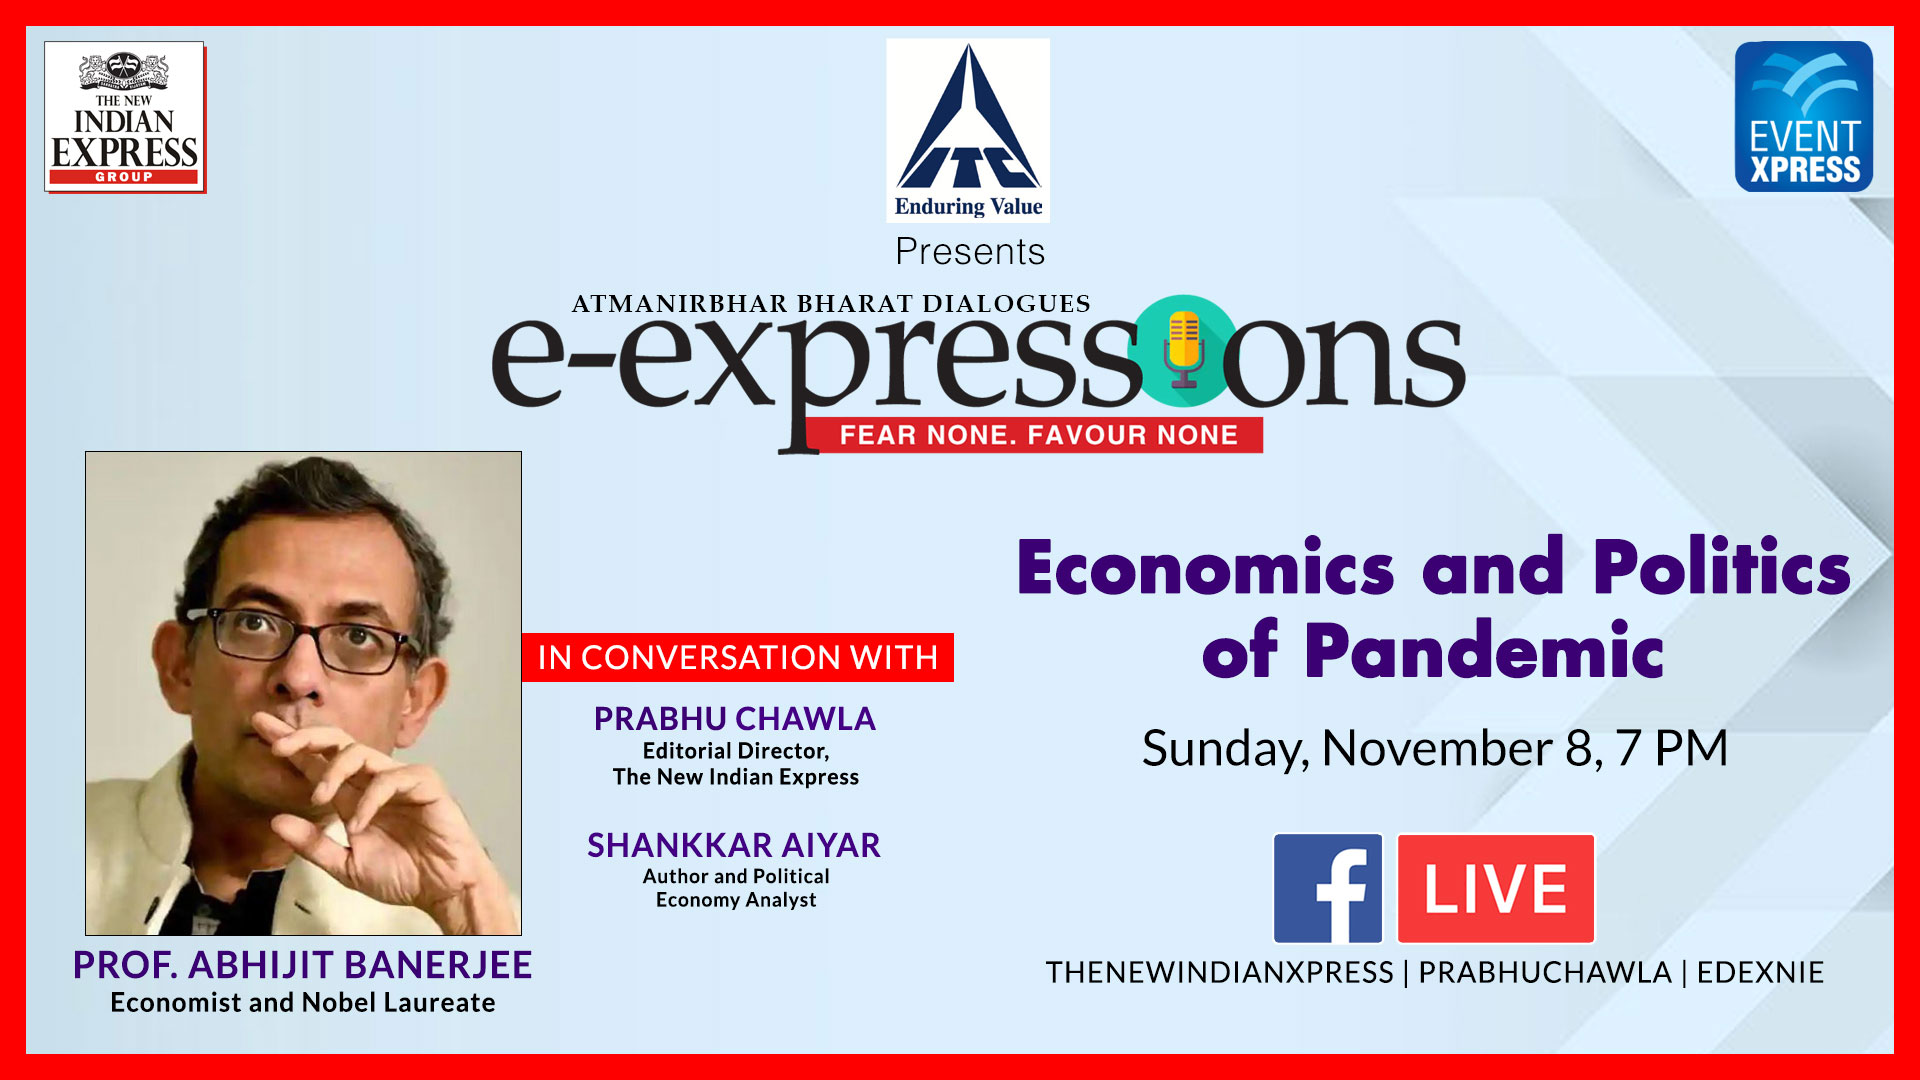 THE NEW
INDIAN
EXPRESS
GROUP
ITC
Enduring Value
Presents
EVENT
XPRESS
ATMANIRBHAR BHARAT DIALOGUES
e-expressions
FEAR NONE. FAVOUR NONE
IN CONVERSATION WITH
PRABHU CHAWLA
Editorial Director,
The New Indian Express
SHANKKAR AIYAR
Author and Political
Economy Analyst
PROF. ABHIJIT BANERJEE
Economist and Nobel Laureate
Economics and Politics
of Pandemic
Sunday, November 8, 7 PM
f LIVE
THENEWINDIANXPRESS | PRABHUCHAWLA | EDEXNIE